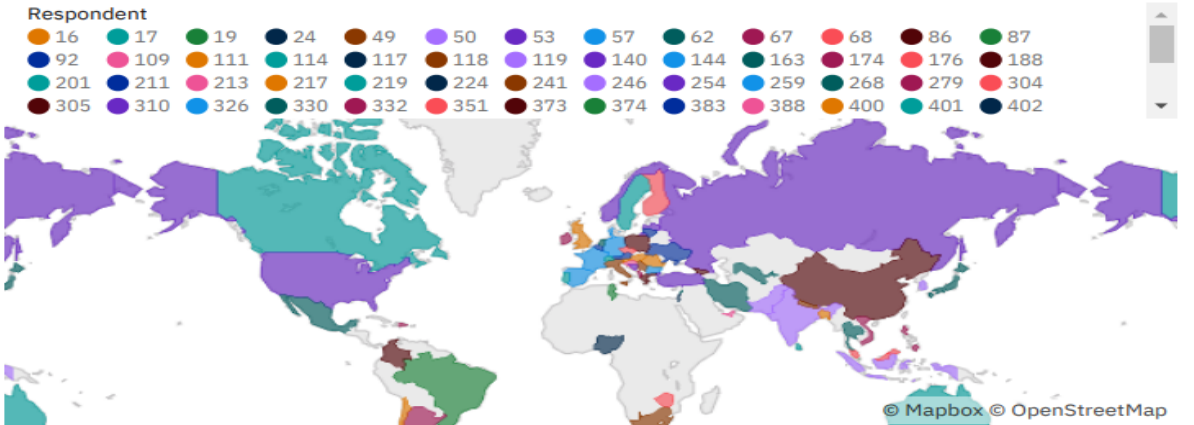 Respondent
16 17 19 24 49 50 53 57 62 67 68 86 87
92 109 111 114 117 118 119 140 144 163 174 176 188
201 211 213 217 219 224 241 246 254 259 268 279 304
305 310 326 330 332 351 373 374 383 388 400 401 402
© Mapbox © OpenStreetMap